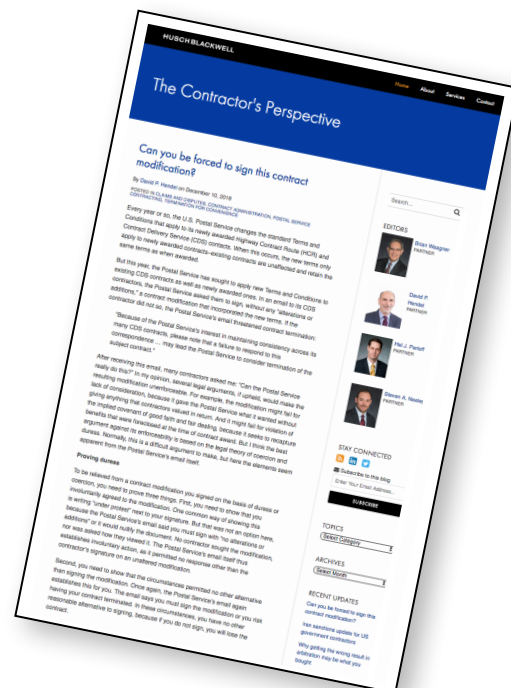 HUSCHBLACKWELL
Home About Services Contact
The Contractor's Perspective
Can you be forced to sign this contract
modification?
By David P. Hendel on December 10, 2018
POSTED IN CLAIMS AND DISPUTES, CONTRACT ADMINISTRATION, POSTAL SERVICE
CONTRACTING, TERMINATION FOR CONVENIENCE
Every year or so, the U.S. Postal Service changes the standard Terms and
Conditions that apply to its newly awarded Highway Contract Route (HCR) and
Contract Delivery Service (CDS) contracts. When this occurs, the new terms only
apply to newly awarded contracts–existing contracts are unaffected and retain the
same terms as when awarded.
But this year, the Postal Service has sought to apply new Terms and Conditions to
existing CDS contracts as well as newly awarded ones. In an email to its CDS
contractors, the Postal Service asked them to sign, without any "alterations or
additions," a contract modification that incorporated the new terms. If the
contractor did not so, the Postal Service's email threatened contract termination:
"Because of the Postal Service's interest in maintaining consistency across its
many CDS contracts, please note that a failure to respond to this
correspondence … may lead the Postal Service to consider termination of the
subject contract."
After receiving this email, many contractors asked me: "Can the Postal Service
really do this?" In my opinion, several legal arguments, if upheld, would make the
resulting modification unenforceable. For example, the modification might fail for
lack of consideration, because it gave the Postal Service what it wanted without
giving anything that contractors valued in return. And it might fail for violation of
the implied covenant of good faith and fair dealing, because it seeks to recapture
benefits that were foreclosed at the time of contract award. But I think the best
argument against its enforceability is based on the legal theory of coercion and
duress. Normally, this is a difficult argument to make, but here the elements seem
apparent from the Postal Service's email itself.
Proving duress
To be relieved from a contract modification you signed on the basis of duress or
coercion, you need to prove three things. First, you need to show that you
involuntarily agreed to the modification. One common way of showing this
is writing "under protest" next to your signature. But that was not an option here,
because the Postal Service's email said you must sign with "no alterations or
additions" or it would nullify the document. No contractor sought the modification,
nor was asked how they viewed it. The Postal Service's email itself thus
establishes involuntary action, as it permitted no response other than the
contractor's signature on an unaltered modification.
Second, you need to show that the circumstances permitted no other alternative
than signing the modification. Once again, the Postal Service's email again
establishes this for you. The email says you must sign the modification or you risk
having your contract terminated. In these circumstances, you have no other
reasonable alternative to signing, because if you do not sign, you will lose the
contract.
Search...
EDITORS
Brian Waagner
PARTNER
David P.
Hendel
PARTNER
Hal J. Perloff
PARTNER
Steven A. Neeley
PARTNER
STAY CONNECTED
Subscribe to this blog
Enter Your Email Address...
SUBSCRIBE
TOPICS
Select Category
ARCHIVES
Select Month
RECENT UPDATES
Can you be forced to sign this
contract modification?
Iran sanctions update for US
government contractors
Why getting the wrong result in
arbitration may be what you
bought